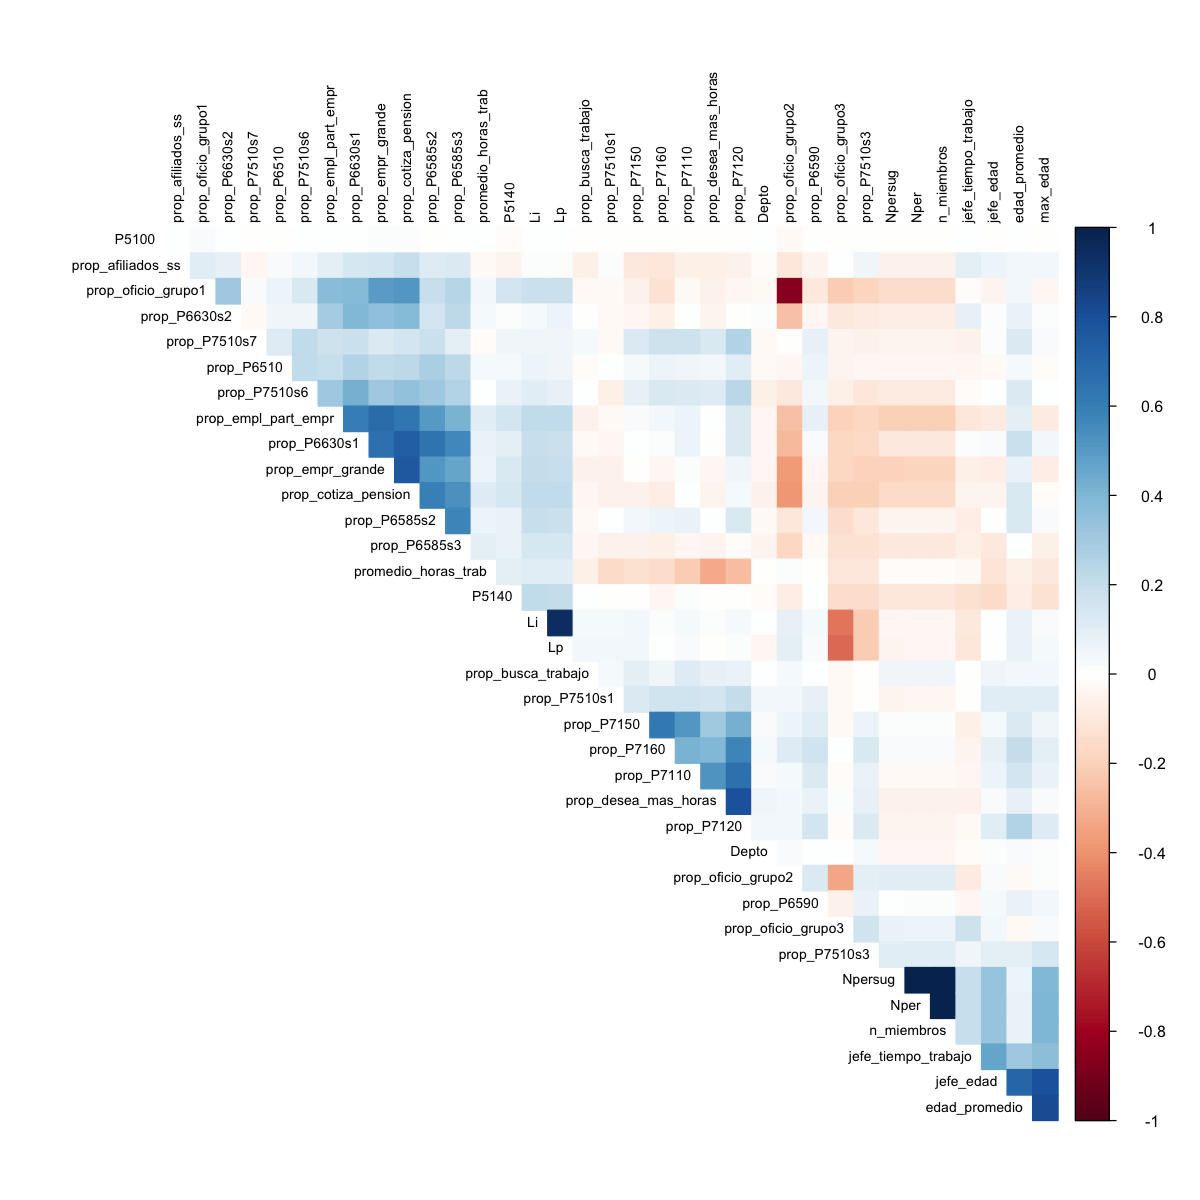 prop_afiliados_ss
prop_oficio_grupo1
prop_P6630s2
prop_P7510s7
prop_P6510
prop_P7510s6
prop_empl_part_empr
prop_P6630s1
prop_empr_grande
prop_cotiza_pension
prop_P6585s2
prop_P6585s3
promedio_horas_trab
P5140
Li
Lp
prop_busca_trabajo
prop_P7510s1
prop_P7150
prop_P7160
prop_P7110
prop_desea_mas_horas
prop_P7120
Depto
prop_oficio_grupo2
prop_P6590
prop_oficio_grupo3
prop_P7510s3
Npersug
Nper
n_miembros
jefe_tiempo_trabajo
jefe_edad
edad_promedio
max_edad
P5100
prop_afiliados_ss
prop_oficio_grupo1
prop_P6630s2
prop_P7510s7
prop_P6510
prop_P7510s6
prop_empl_part_empr
prop_P6630s1
prop_empr_grande
prop_cotiza_pension
prop_P6585s2
prop_P6585s3
promedio_horas_trab
P5140
Li
Lp
prop_busca_trabajo
prop_P7510s1
prop_P7150
prop_P7160
prop_P7110
prop_desea_mas_horas
prop_P7120
Depto
prop_oficio_grupo2
prop_P6590
prop_oficio_grupo3
prop_P7510s3
Npersug
Nper
n_miembros
jefe_tiempo_trabajo
jefe_edad
edad_promedio
1
0.8
0.6
0.4
0.2
0
-0.2
-0.4
-0.6
-0.8
-1